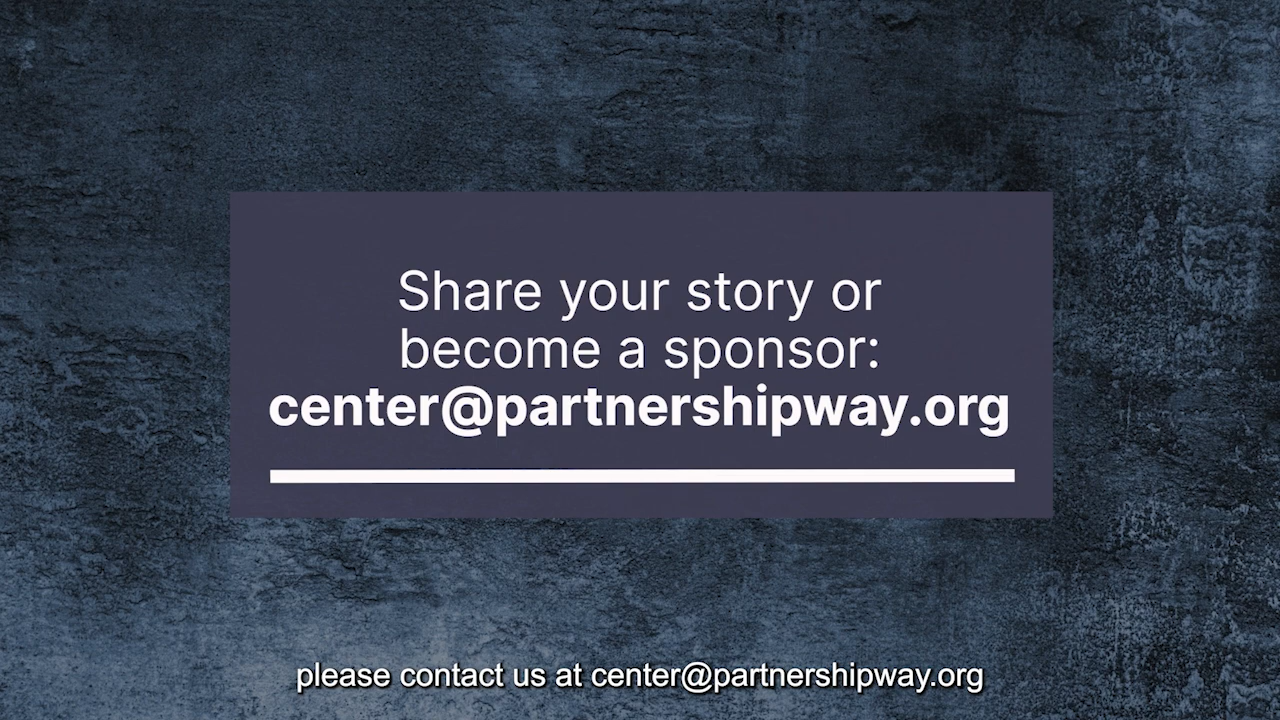 Share your story or
become a sponsor:
center@partnershipway.org
please contact us at center@partnershipway.org